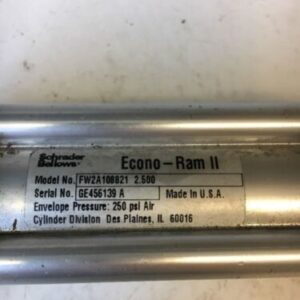 Schrader
Bellows Econo-Ram II
Model No. FW2A108821 2.500
Serial No. GE456139 A Made in U.S.A.
Envelope Pressure: 250 psi Air
Cylinder Division Des Plaines, IL 60016